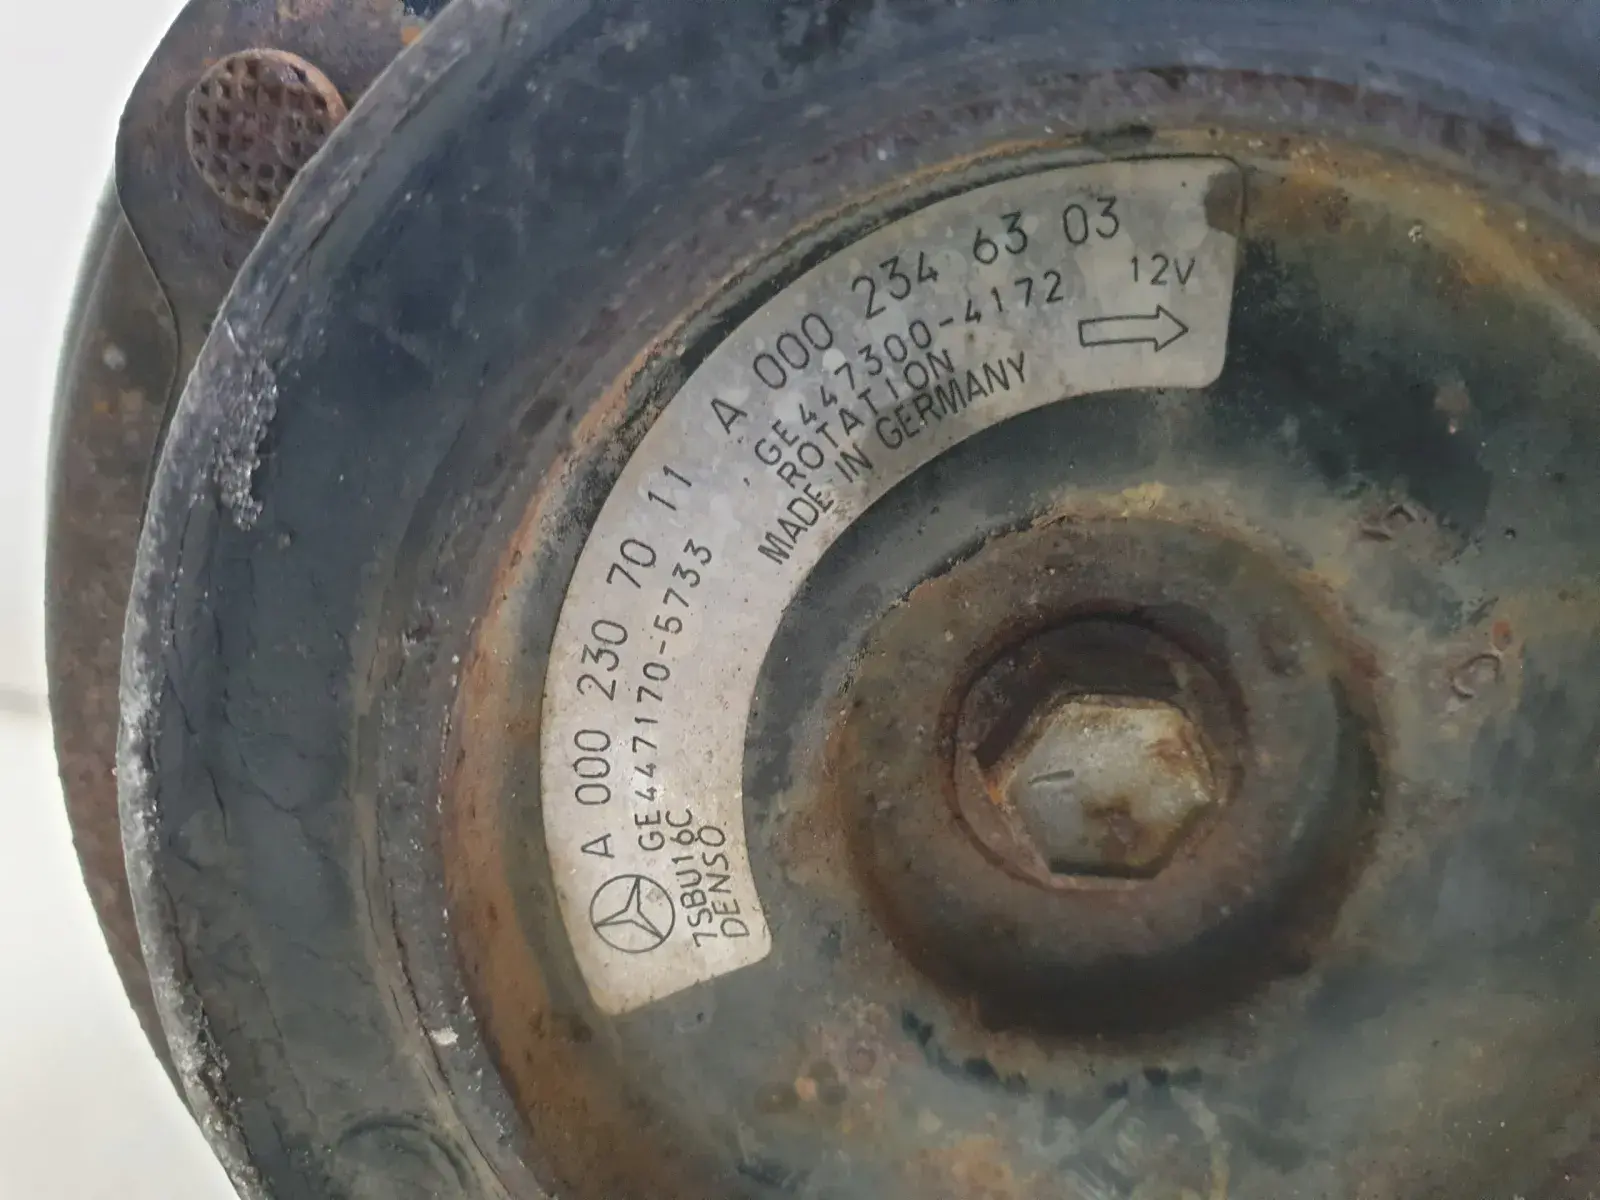 A 000 230 70 11 A 000 234 63 03
GE447170-5733 GE447300-4172 12V
7SBU16C ROTATION
DENSO MADE IN GERMANY